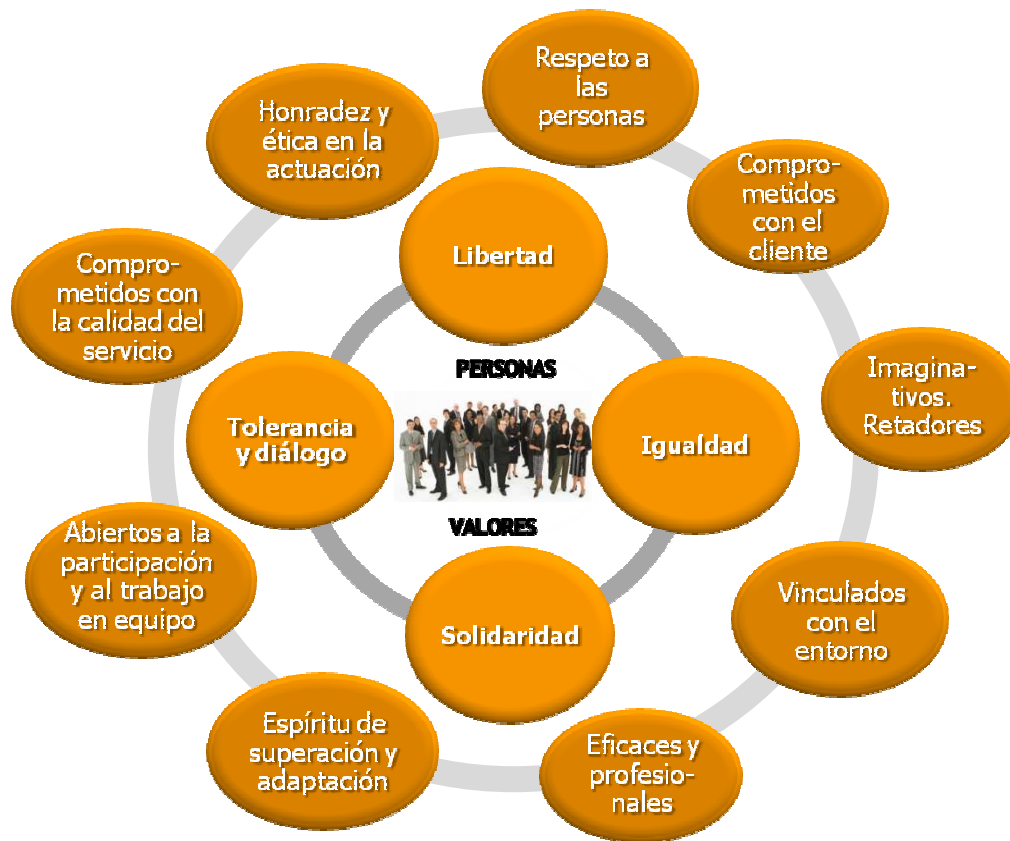 Respeto a
las
personas
Honradez y
ética en la
actuación
Compro-
metidos
con el
cliente
Libertad
Compro-
metidos con
la calidad del
servicio
PERSONAS
Imagina-
tivos.
Retadores
Tolerancia
y diálogo
Igualdad
VALORES
Abiertos a la
participación
y al trabajo
en equipo
Vinculados
con el
entorno
Solidaridad
Espíritu de
superación y
adaptación
Eficaces y
profesio-
nales